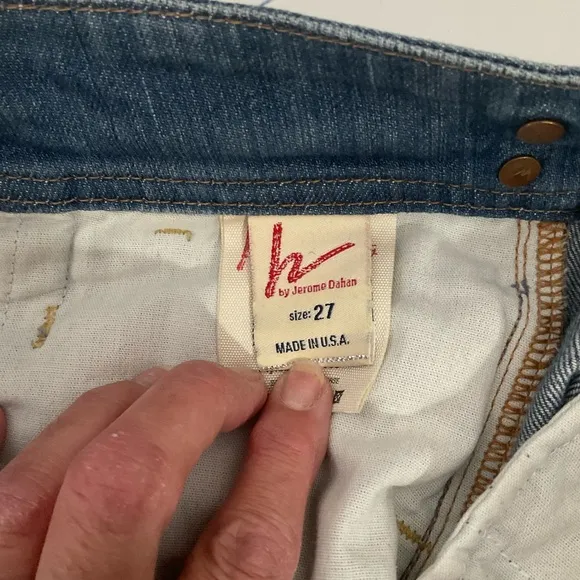 h
by Jerome Dahan
size: 27
MADE IN U.S.A.